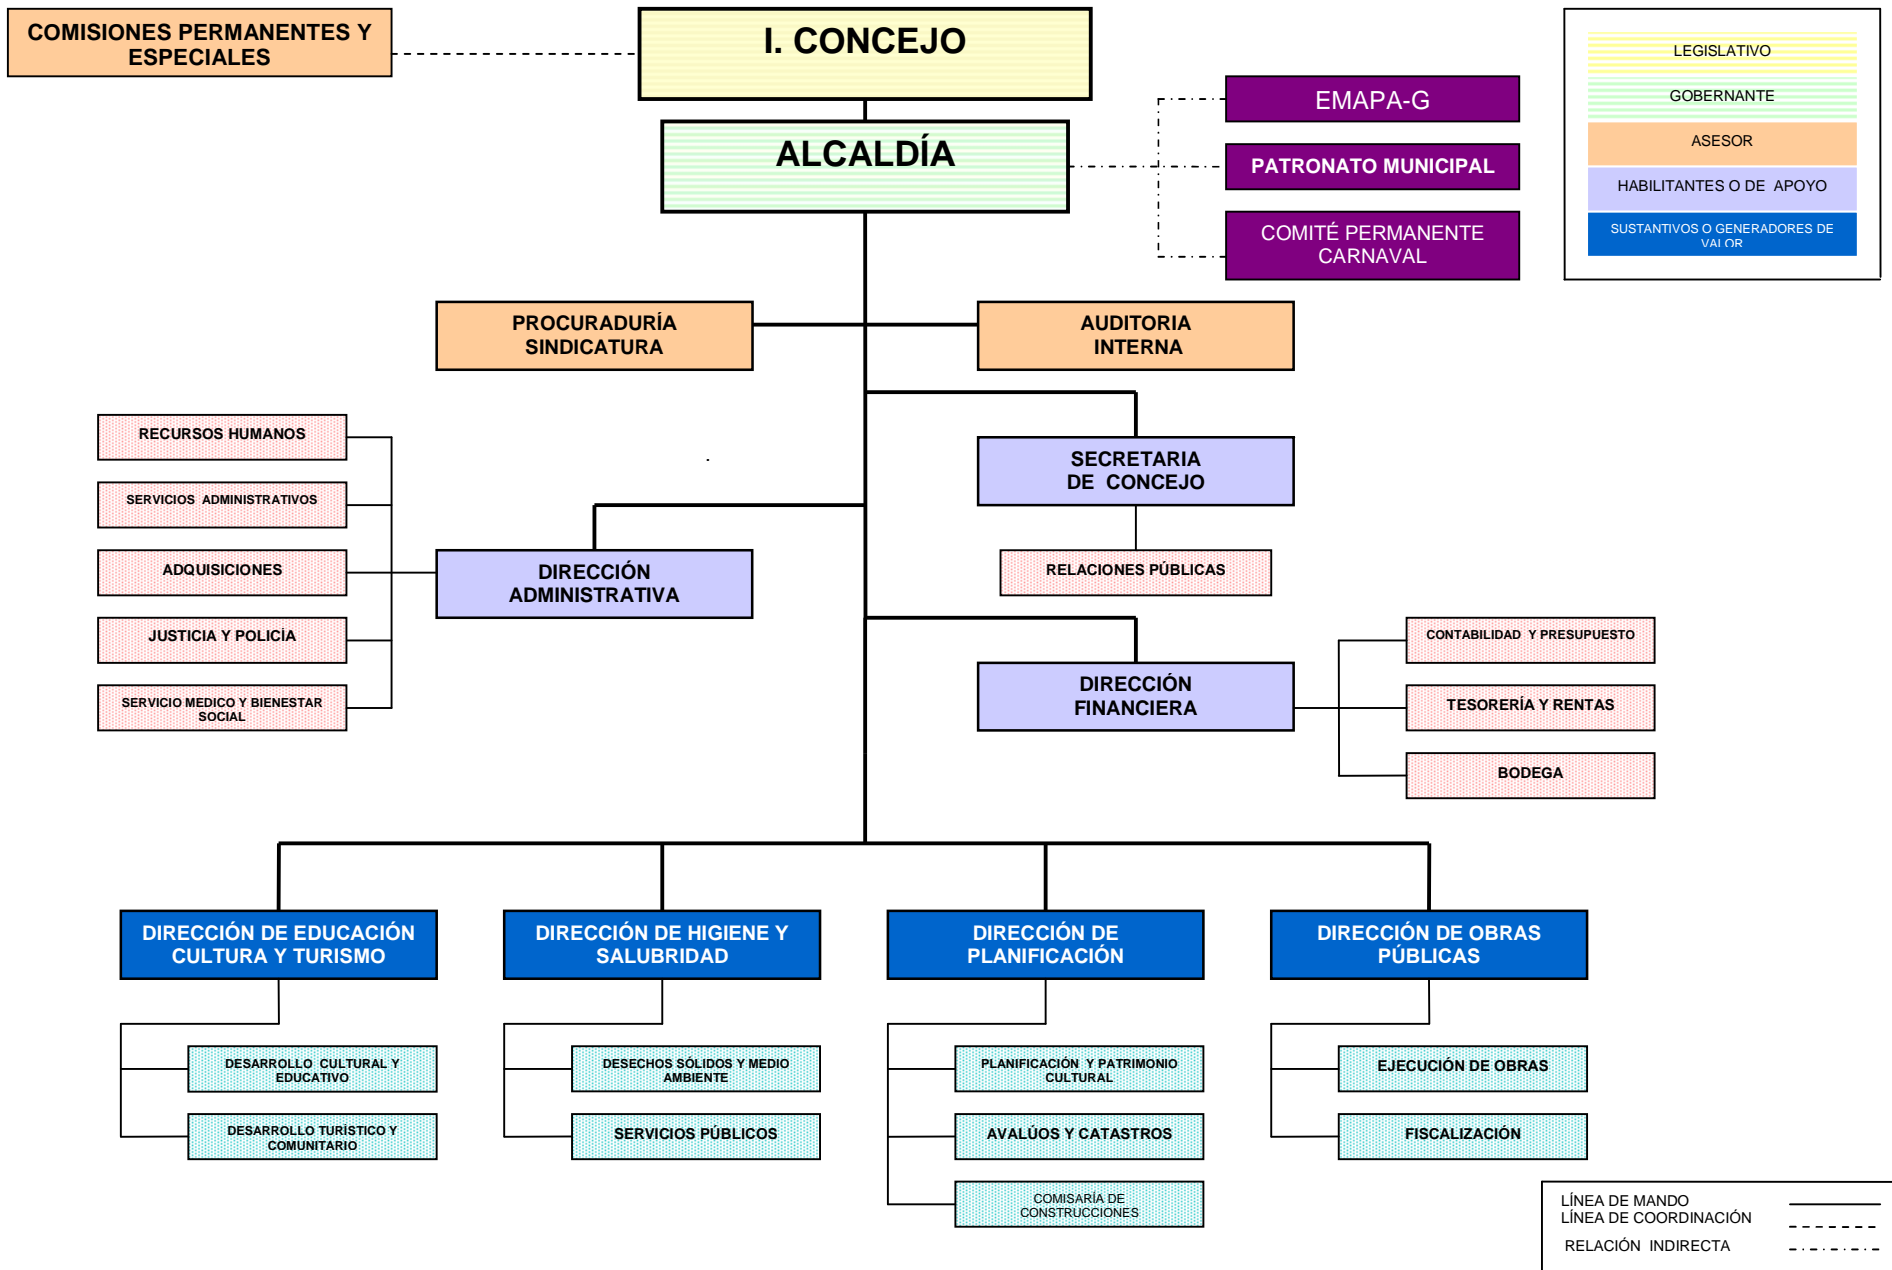 COMISIONES PERMANENTES Y
ESPECIALES
I. CONCEJO
ALCALDÍA
EMAPA-G
PATRONATO MUNICIPAL
COMITÉ PERMANENTE
CARNAVAL
LEGISLATIVO
GOBERNANTE
ASESOR
HABILITANTES O DE APOYO
SUSTANTIVOS O GENERADORES DE
VALOR
PROCURADURÍA
SINDICATURA
AUDITORIA
INTERNA
RECURSOS HUMANOS
SERVICIOS ADMINISTRATIVOS
ADQUISICIONES
JUSTICIA Y POLICÍA
SERVICIO MEDICO Y BIENESTAR
SOCIAL
DIRECCIÓN
ADMINISTRATIVA
SECRETARIA
DE CONCEJO
RELACIONES PÚBLICAS
DIRECCIÓN
FINANCIERA
CONTABILIDAD Y PRESUPUESTO
TESORERÍA Y RENTAS
BODEGA
DIRECCIÓN DE EDUCACIÓN
CULTURA Y TURISMO
DESARROLLO CULTURAL Y
EDUCATIVO
DESARROLLO TURÍSTICO Y
COMUNITARIO
DIRECCIÓN DE HIGIENE Y
SALUBRIDAD
DESECHOS SÓLIDOS Y MEDIO
AMBIENTE
SERVICIOS PÚBLICOS
DIRECCIÓN DE
PLANIFICACIÓN
PLANIFICACIÓN Y PATRIMONIO
CULTURAL
AVALÚOS Y CATASTROS
COMISARÍA DE
CONSTRUCCIONES
DIRECCIÓN DE OBRAS
PÚBLICAS
EJECUCIÓN DE OBRAS
FISCALIZACIÓN
LÍNEA DE MANDO
LÍNEA DE COORDINACIÓN
RELACIÓN INDIRECTA